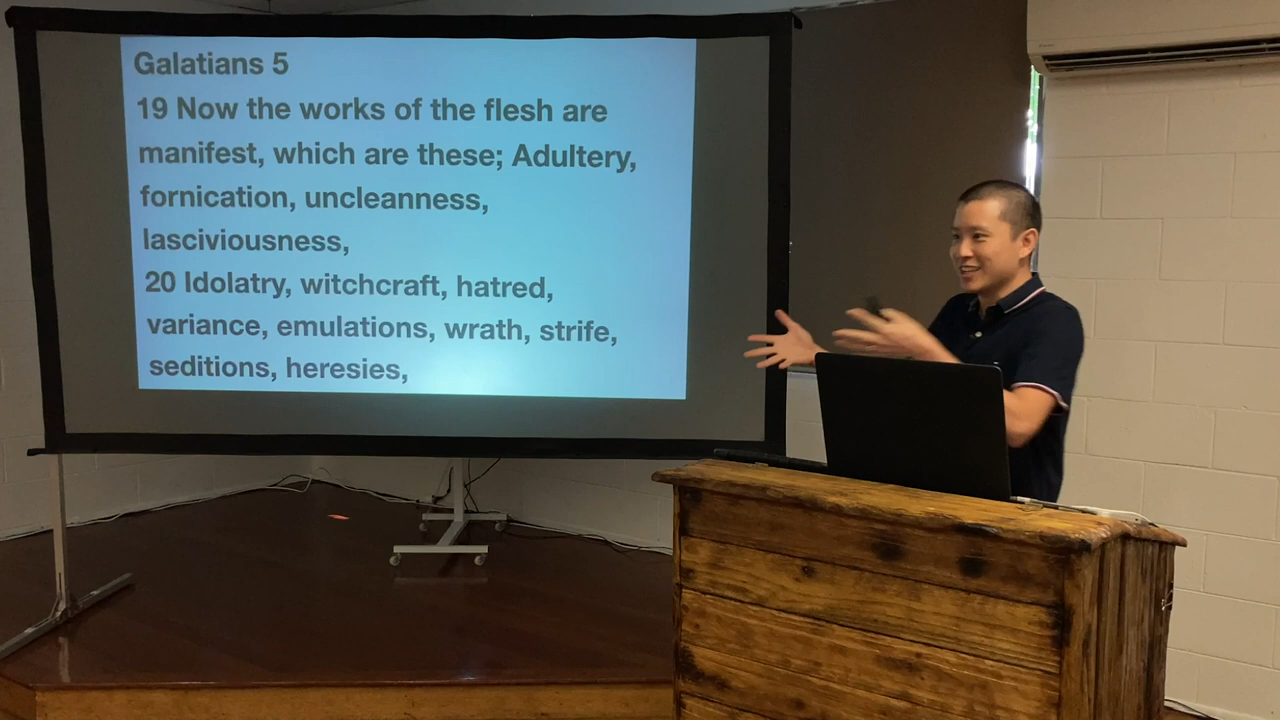 Galatians 5
19 Now the works of the flesh are
manifest, which are these; Adultery,
fornication, uncleanness,
lasciviousness,
20 Idolatry, witchcraft, hatred,
variance, emulations, wrath, strife,
seditions, heresies,